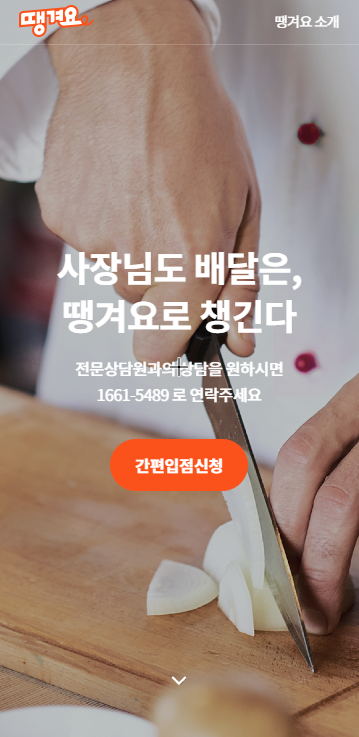 땡겨요
땡겨요 소개
사장님도 배달은,
땡겨요로 챙긴다
전문상담원과의 상담을 원하시면
1661-5489 로 연락주세요
간편입점신청